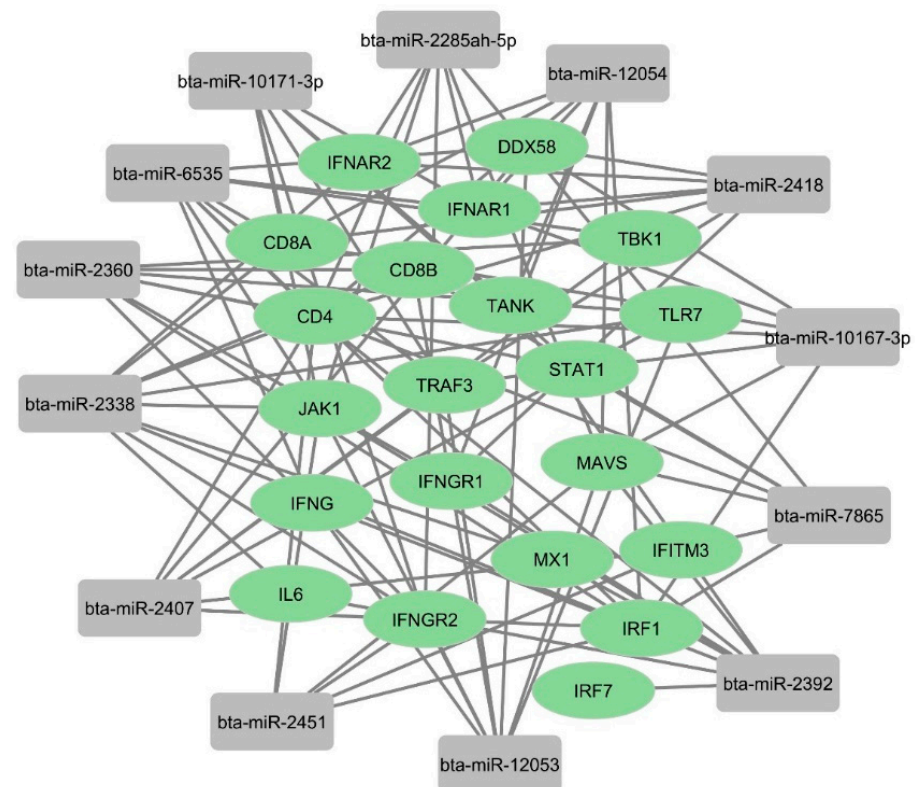 bta-miR-2285ah-5p
bta-miR-12054
bta-miR-10171-3p
DDX58
IFNAR2
bta-miR-6535
bta-miR-2418
IFNAR1
TBK1
CD8A
bta-miR-2360
CD8B
TANK
CD4
TLR7
bta-miR-10167-3p
STAT1
TRAF3
bta-miR-2338
JAK1
MAVS
IFNGR1
IFNG
bta-miR-7865
IFITM3
MX1
IL6
bta-miR-2407
IFNGR2
IRF1
IRF7
bta-miR-2392
bta-miR-2451
bta-miR-12053